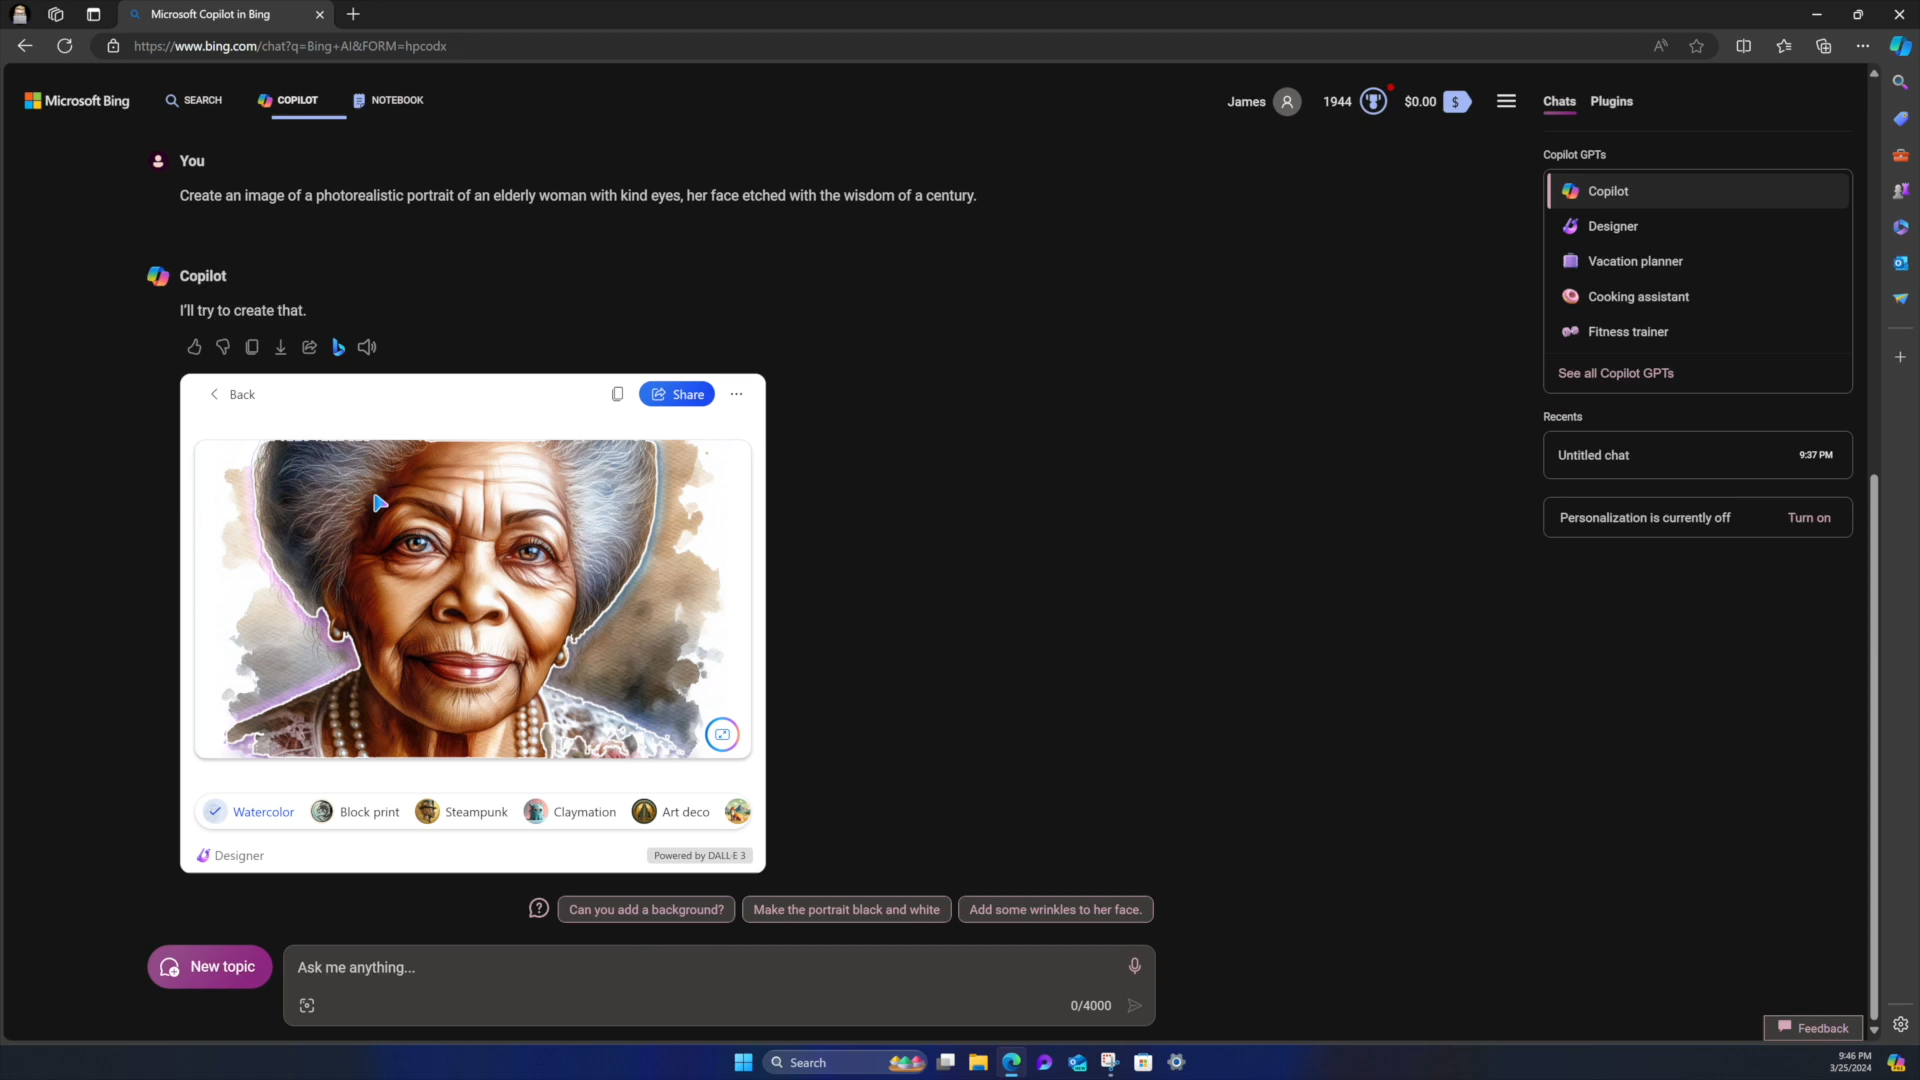 Microsoft Copilot in Bing
https://www.bing.com/chat?q=Bing+AI&FORM=hpcodx
Microsoft Bing
SEARCH
COPILOT
NOTEBOOK
James
1944
$0.00
$
Chats
Plugins
You
Create an image of a photorealistic portrait of an elderly woman with kind eyes, her face etched with the wisdom of a century.
Copilot
I'll try to create that.
Back
Share
Watercolor
Block print
Steampunk
Claymation
Art deco
Designer
Powered by DALL·E 3
Can you add a background?
Make the portrait black and white
Add some wrinkles to her face.
New topic
Ask me anything...
0/4000
Copilot GPTs
Copilot
Designer
Vacation planner
Cooking assistant
Fitness trainer
See all Copilot GPTs
Recents
Untitled chat
9:37 PM
Personalization is currently off
Turn on
Feedback
Search
9:46 PM
3/25/2024